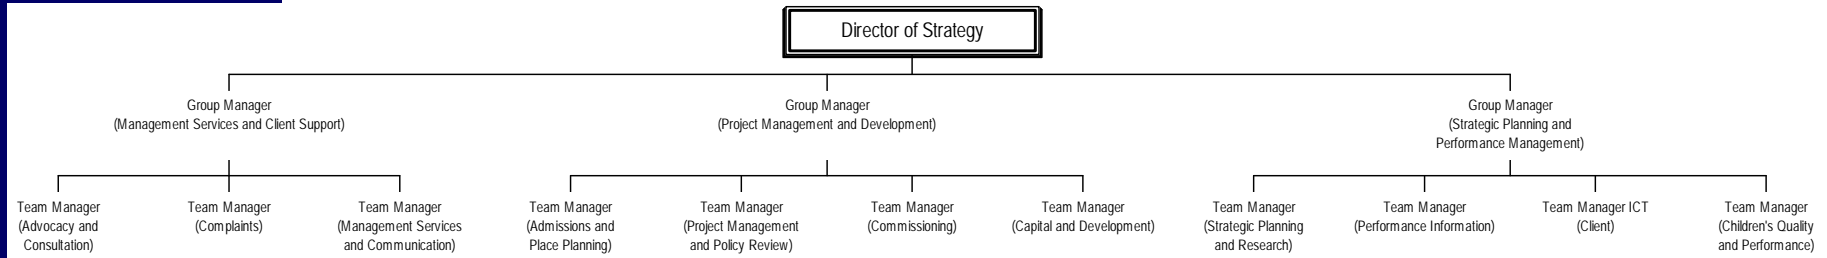 Director of Strategy
Group Manager
(Management Services and Client Support)
Group Manager
(Project Management and Development)
Group Manager
(Strategic Planning and
Performance Management)
Team Manager
(Advocacy and
Consultation)
Team Manager
(Complaints)
Team Manager
(Management Services
and Communication)
Team Manager
(Admissions and
Place Planning)
Team Manager
(Project Management
and Policy Review)
Team Manager
(Commissioning)
Team Manager
(Capital and Development)
Team Manager
(Strategic Planning
and Research)
Team Manager
(Performance Information)
Team Manager ICT
(Client)
Team Manager
(Children's Quality
and Performance)